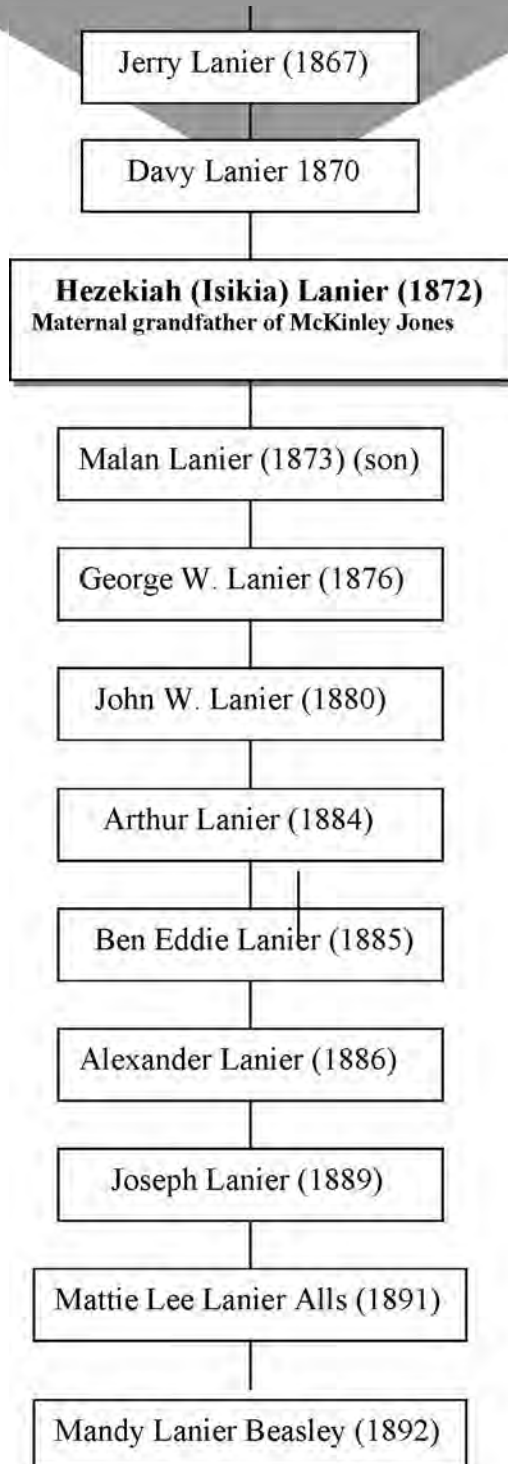 Jerry Lanier (1867)
Davy Lanier 1870
Hezekiah (Isikia) Lanier (1872)
Maternal grandfather of McKinley Jones
Malan Lanier (1873) (son)
George W. Lanier (1876)
John W. Lanier (1880)
Arthur Lanier (1884)
Ben Eddie Lanier (1885)
Alexander Lanier (1886)
Joseph Lanier (1889)
Mattie Lee Lanier Alls (1891)
Mandy Lanier Beasley (1892)